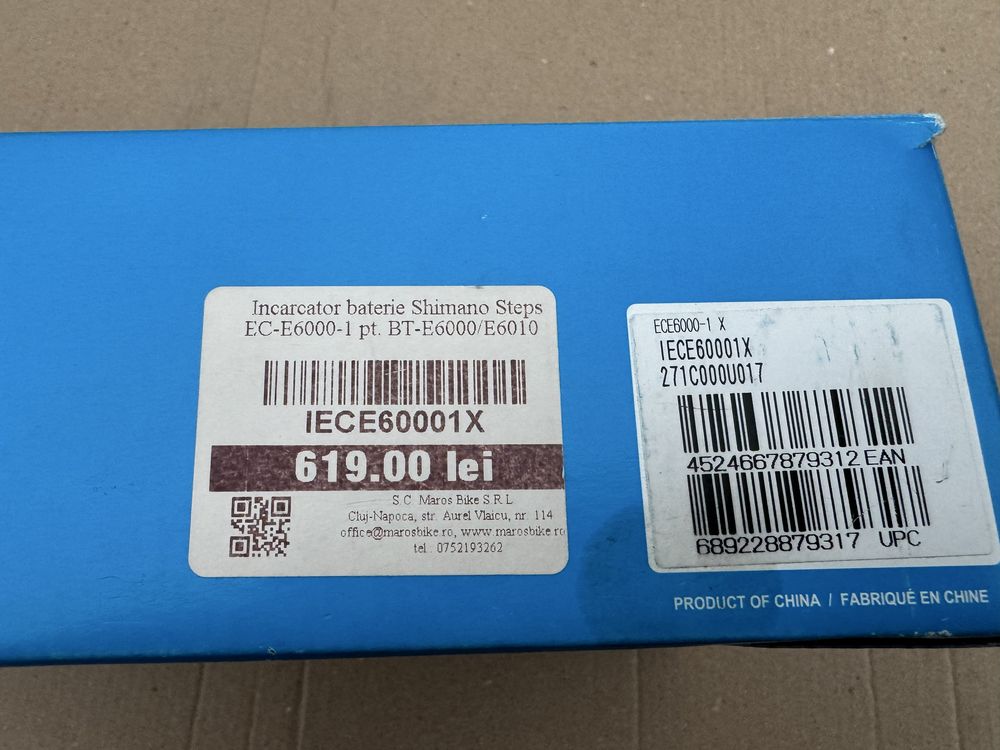 Incarcator baterie Shimano Steps
EC-E6000-1 pt. BT-E6000/E6010
IECE60001X
619.00 lei
S.C. Maros Bike S.R.L
Cluj-Napoca, str. Aurel Vlaicu, nr. 114
office@marosbike.ro, www.marosbike.ro
tel.: 0752193262
ECE6000-1 X
IECE60001X
271C000U017
4524667879312 EAN
689228879317 UPC
PRODUCT OF CHINA / FABRIQUÉ EN CHINE